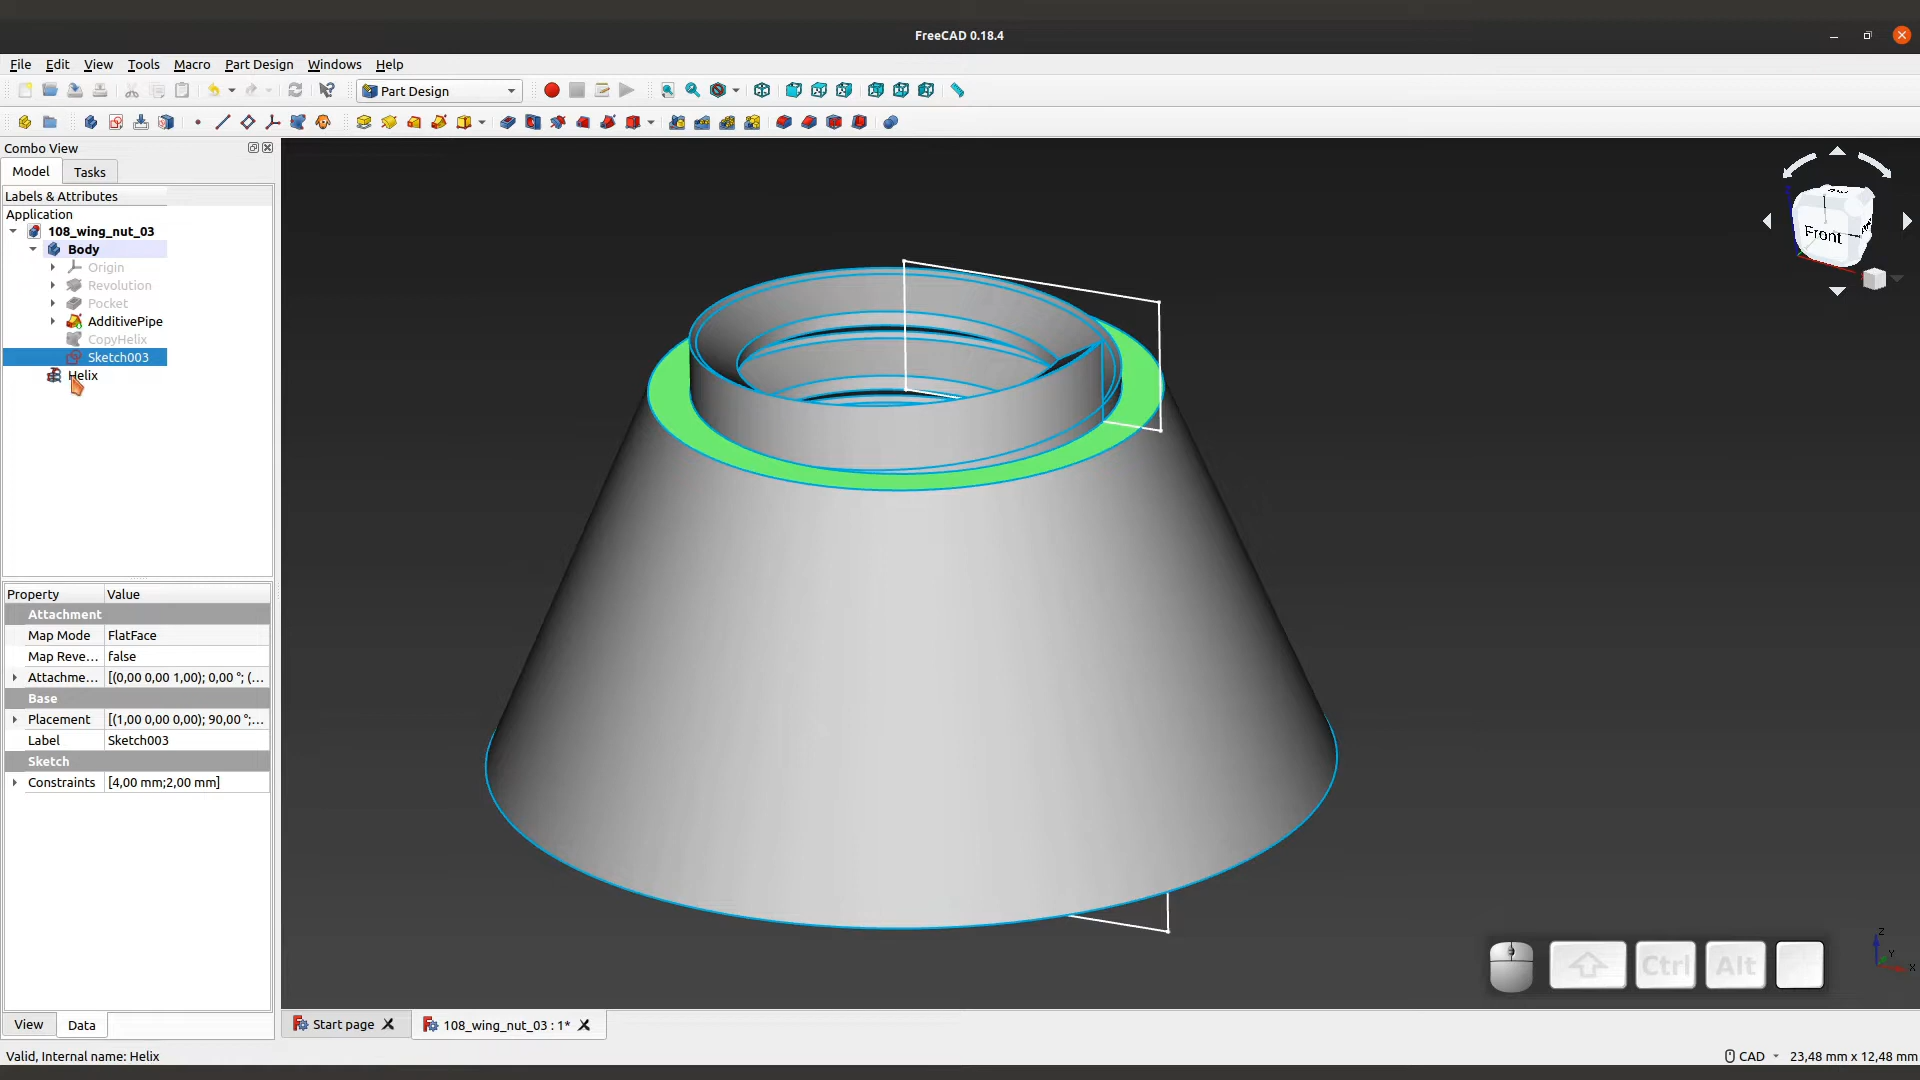 FreeCAD 0.18.4
File Edit View Tools Macro Part Design Windows Help
Part Design
Combo View
Model Tasks
Labels & Attributes
Application
108_wing_nut_03
Body
Origin
Revolution
Pocket
AdditivePipe
CopyHelix
Sketch003
Helix
Front
Property Value
Attachment
Map Mode FlatFace
Map Reve... false
Attachme... [(0,00 0,00 1,00); 0,00 °; (...
Base
Placement [(1,00 0,00 0,00); 90,00 °;...
Label Sketch003
Sketch
Constraints [4,00 mm;2,00 mm]
Ctrl Alt
Z
Y
X
View Data
Start page
108_wing_nut_03 : 1*
Valid, Internal name: Helix
CAD 23,48 mm x 12,48 mm